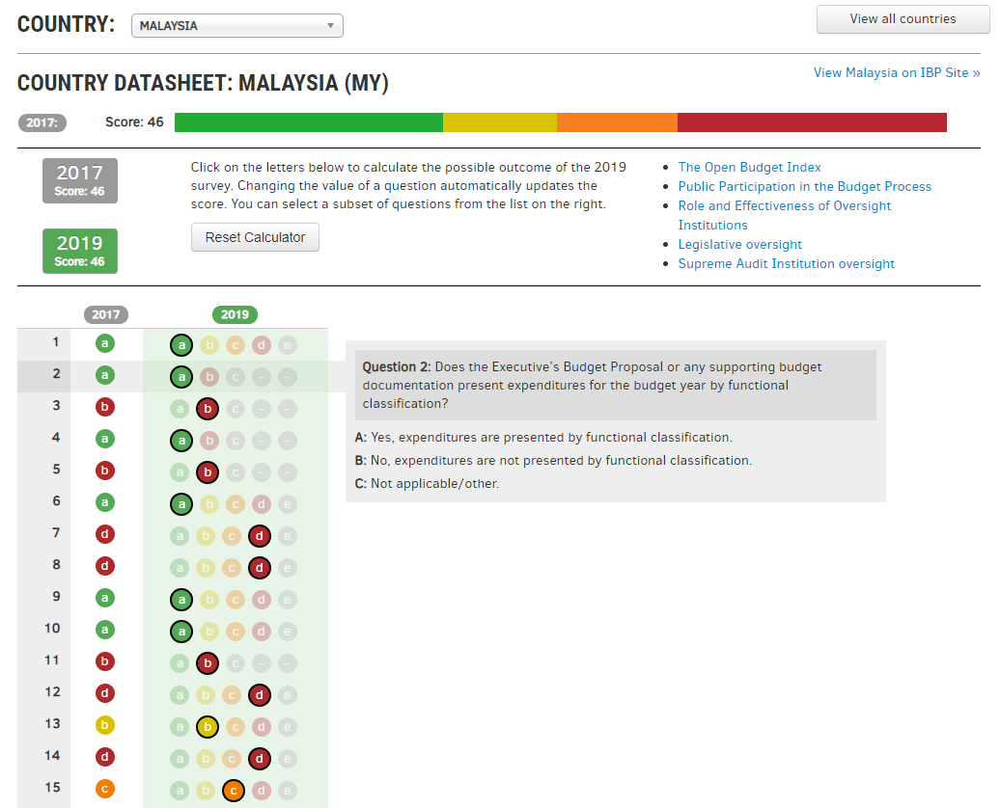 COUNTRY: MALAYSIA View all countries
COUNTRY DATASHEET: MALAYSIA (MY) View Malaysia on IBP Site »
2017: Score: 46
2017
Score: 46
2019
Score: 46
Click on the letters below to calculate the possible outcome of the 2019
survey. Changing the value of a question automatically updates the
score. You can select a subset of questions from the list on the right.
Reset Calculator
The Open Budget Index
Public Participation in the Budget Process
Role and Effectiveness of Oversight
Institutions
Legislative oversight
Supreme Audit Institution oversight
2017 2019
1 a a b c d e
2 a a b c - -
3 b a b c - -
4 a a b c - -
5 b a b c - -
6 a a b c d e
7 d a b c d e
8 d a b c d e
9 a a b c d e
10 a a b c d e
11 b a b c - -
12 d a b c d e
13 b a b c d e
14 d a b c d e
15 c a b c d e
Question 2: Does the Executive's Budget Proposal or any supporting budget
documentation present expenditures for the budget year by functional
classification?
A: Yes, expenditures are presented by functional classification.
B: No, expenditures are not presented by functional classification.
C: Not applicable/other.